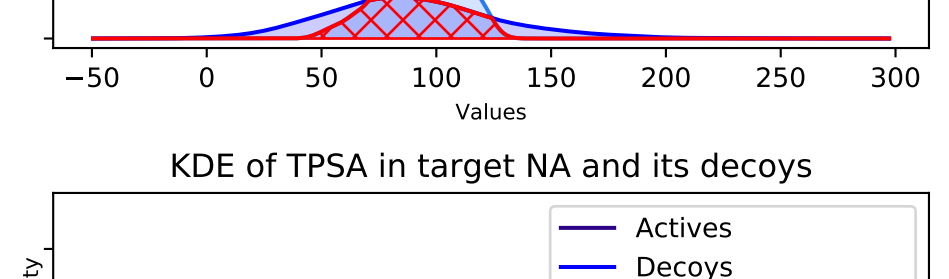 −50 0 50 100 150 200 250 300
Values
KDE of TPSA in target NA and its decoys
Actives
Decoys
ty